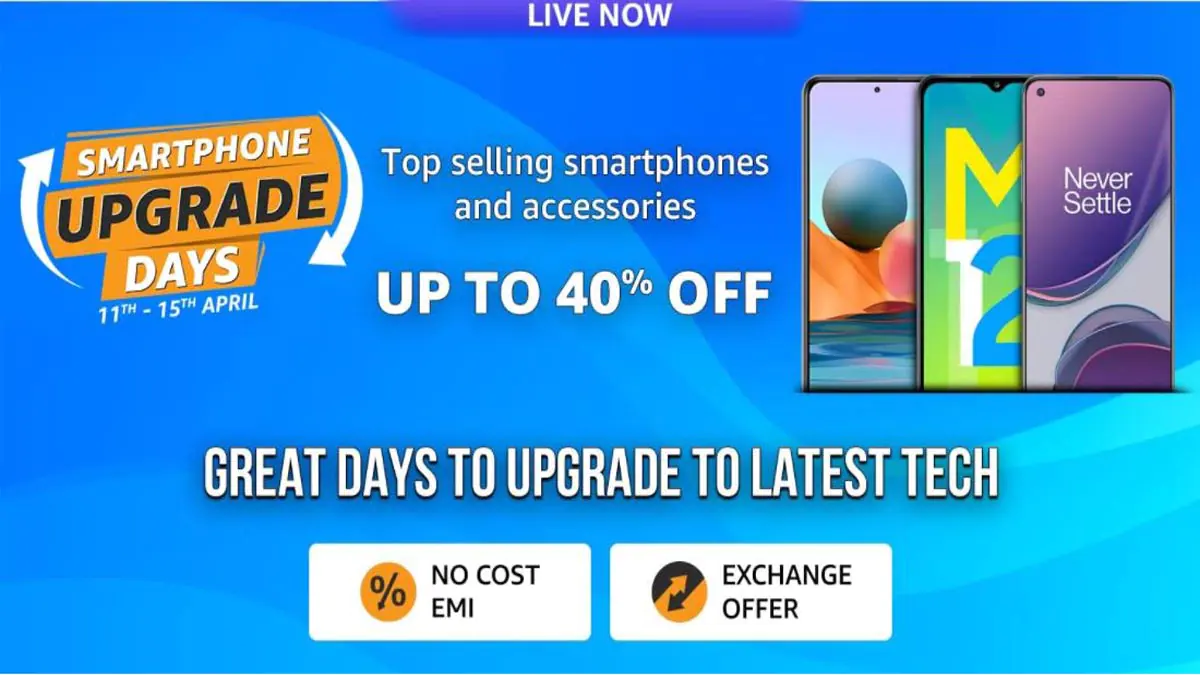 LIVE NOW
SMARTPHONE
UPGRADE
DAYS
11TH - 15TH APRIL
Top selling smartphones
and accessories
UP TO 40% OFF
M
12
Never
Settle
GREAT DAYS TO UPGRADE TO LATEST TECH
% NO COST
EMI
EXCHANGE
OFFER